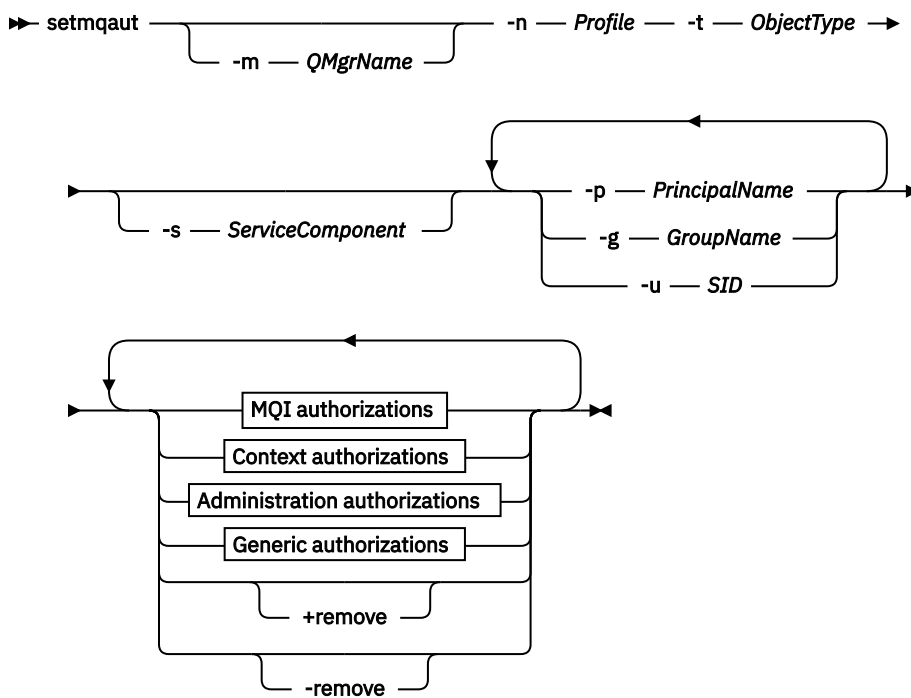 setmqaut -n Profile -t ObjectType
-m QMgrName
-p PrincipalName
-s ServiceComponent
-g GroupName
-u SID
MQI authorizations
Context authorizations
Administration authorizations
Generic authorizations
+remove
-remove